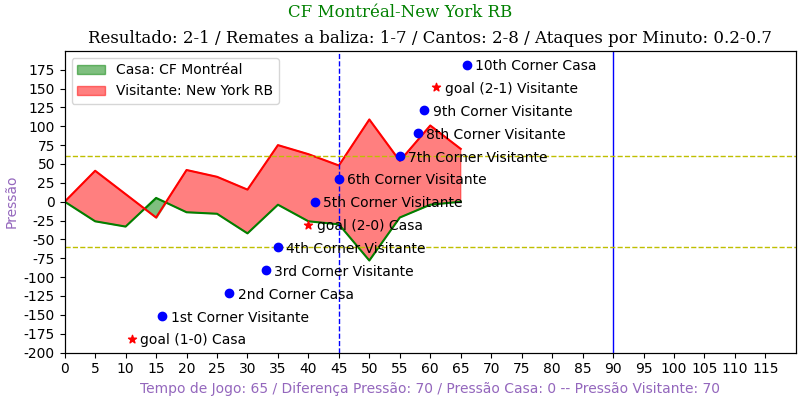 CF Montréal-New York RB
Resultado: 2-1 / Remates a baliza: 1-7 / Cantos: 2-8 / Ataques por Minuto: 0.2-0.7
Casa: CF Montréal
Visitante: New York RB
10th Corner Casa
goal (2-1) Visitante
9th Corner Visitante
8th Corner Visitante
7th Corner Visitante
6th Corner Visitante
5th Corner Visitante
goal (2-0) Casa
4th Corner Visitante
3rd Corner Visitante
2nd Corner Casa
1st Corner Visitante
goal (1-0) Casa
Pressão
175
150
125
100
75
50
25
0
-25
-50
-75
-100
-125
-150
-175
-200
0 5 10 15 20 25 30 35 40 45 50 55 60 65 70 75 80 85 90 95 100 105 110 115
Tempo de Jogo: 65 / Diferença Pressão: 70 / Pressão Casa: 0 -- Pressão Visitante: 70